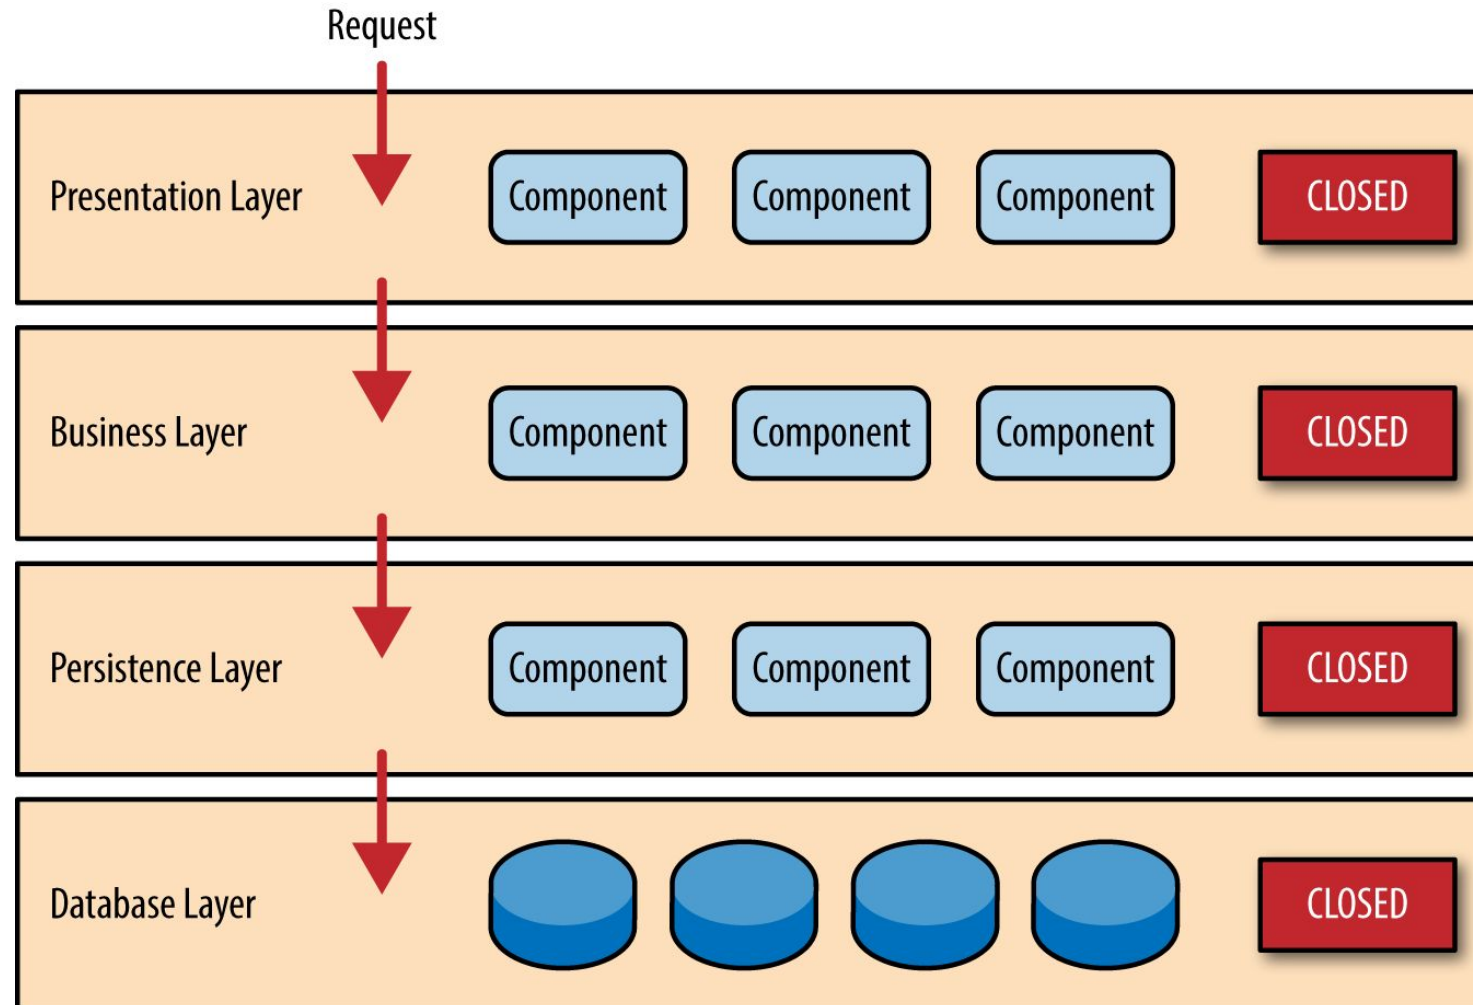 Request
Presentation Layer Component Component Component CLOSED
Business Layer Component Component Component CLOSED
Persistence Layer Component Component Component CLOSED
Database Layer CLOSED